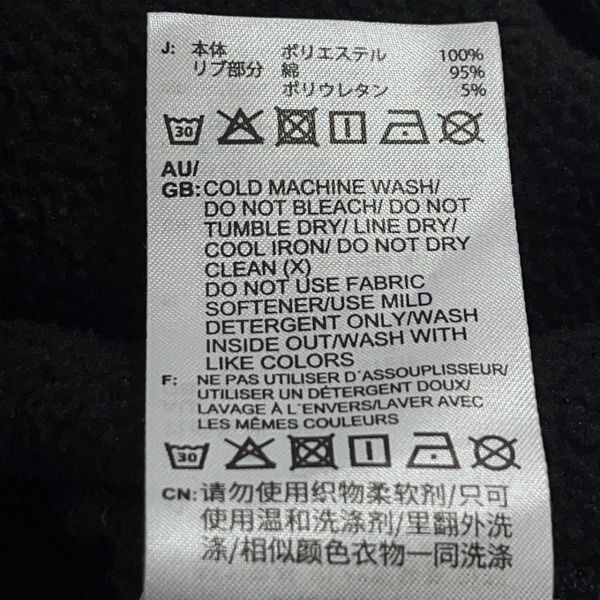 J: 本体 ポリエステル 100%
リブ部分 綿 95%
ポリウレタン 5%
30
AU/
GB: COLD MACHINE WASH/
DO NOT BLEACH/ DO NOT
TUMBLE DRY/ LINE DRY/
COOL IRON/ DO NOT DRY
CLEAN (X)
DO NOT USE FABRIC
SOFTENER/USE MILD
DETERGENT ONLY/WASH
INSIDE OUT/WASH WITH
LIKE COLORS
F: NE PAS UTILISER D'ASSOUPLISSEUR/
UTILISER UN DÉTERGENT DOUX/
LAVAGE À L'ENVERS/LAVER AVEC
LES MÊMES COULEURS
30
CN: 请勿使用织物柔软剂/只可
使用温和洗涤剂/里翻外洗
涤/相似颜色衣物一同洗涤